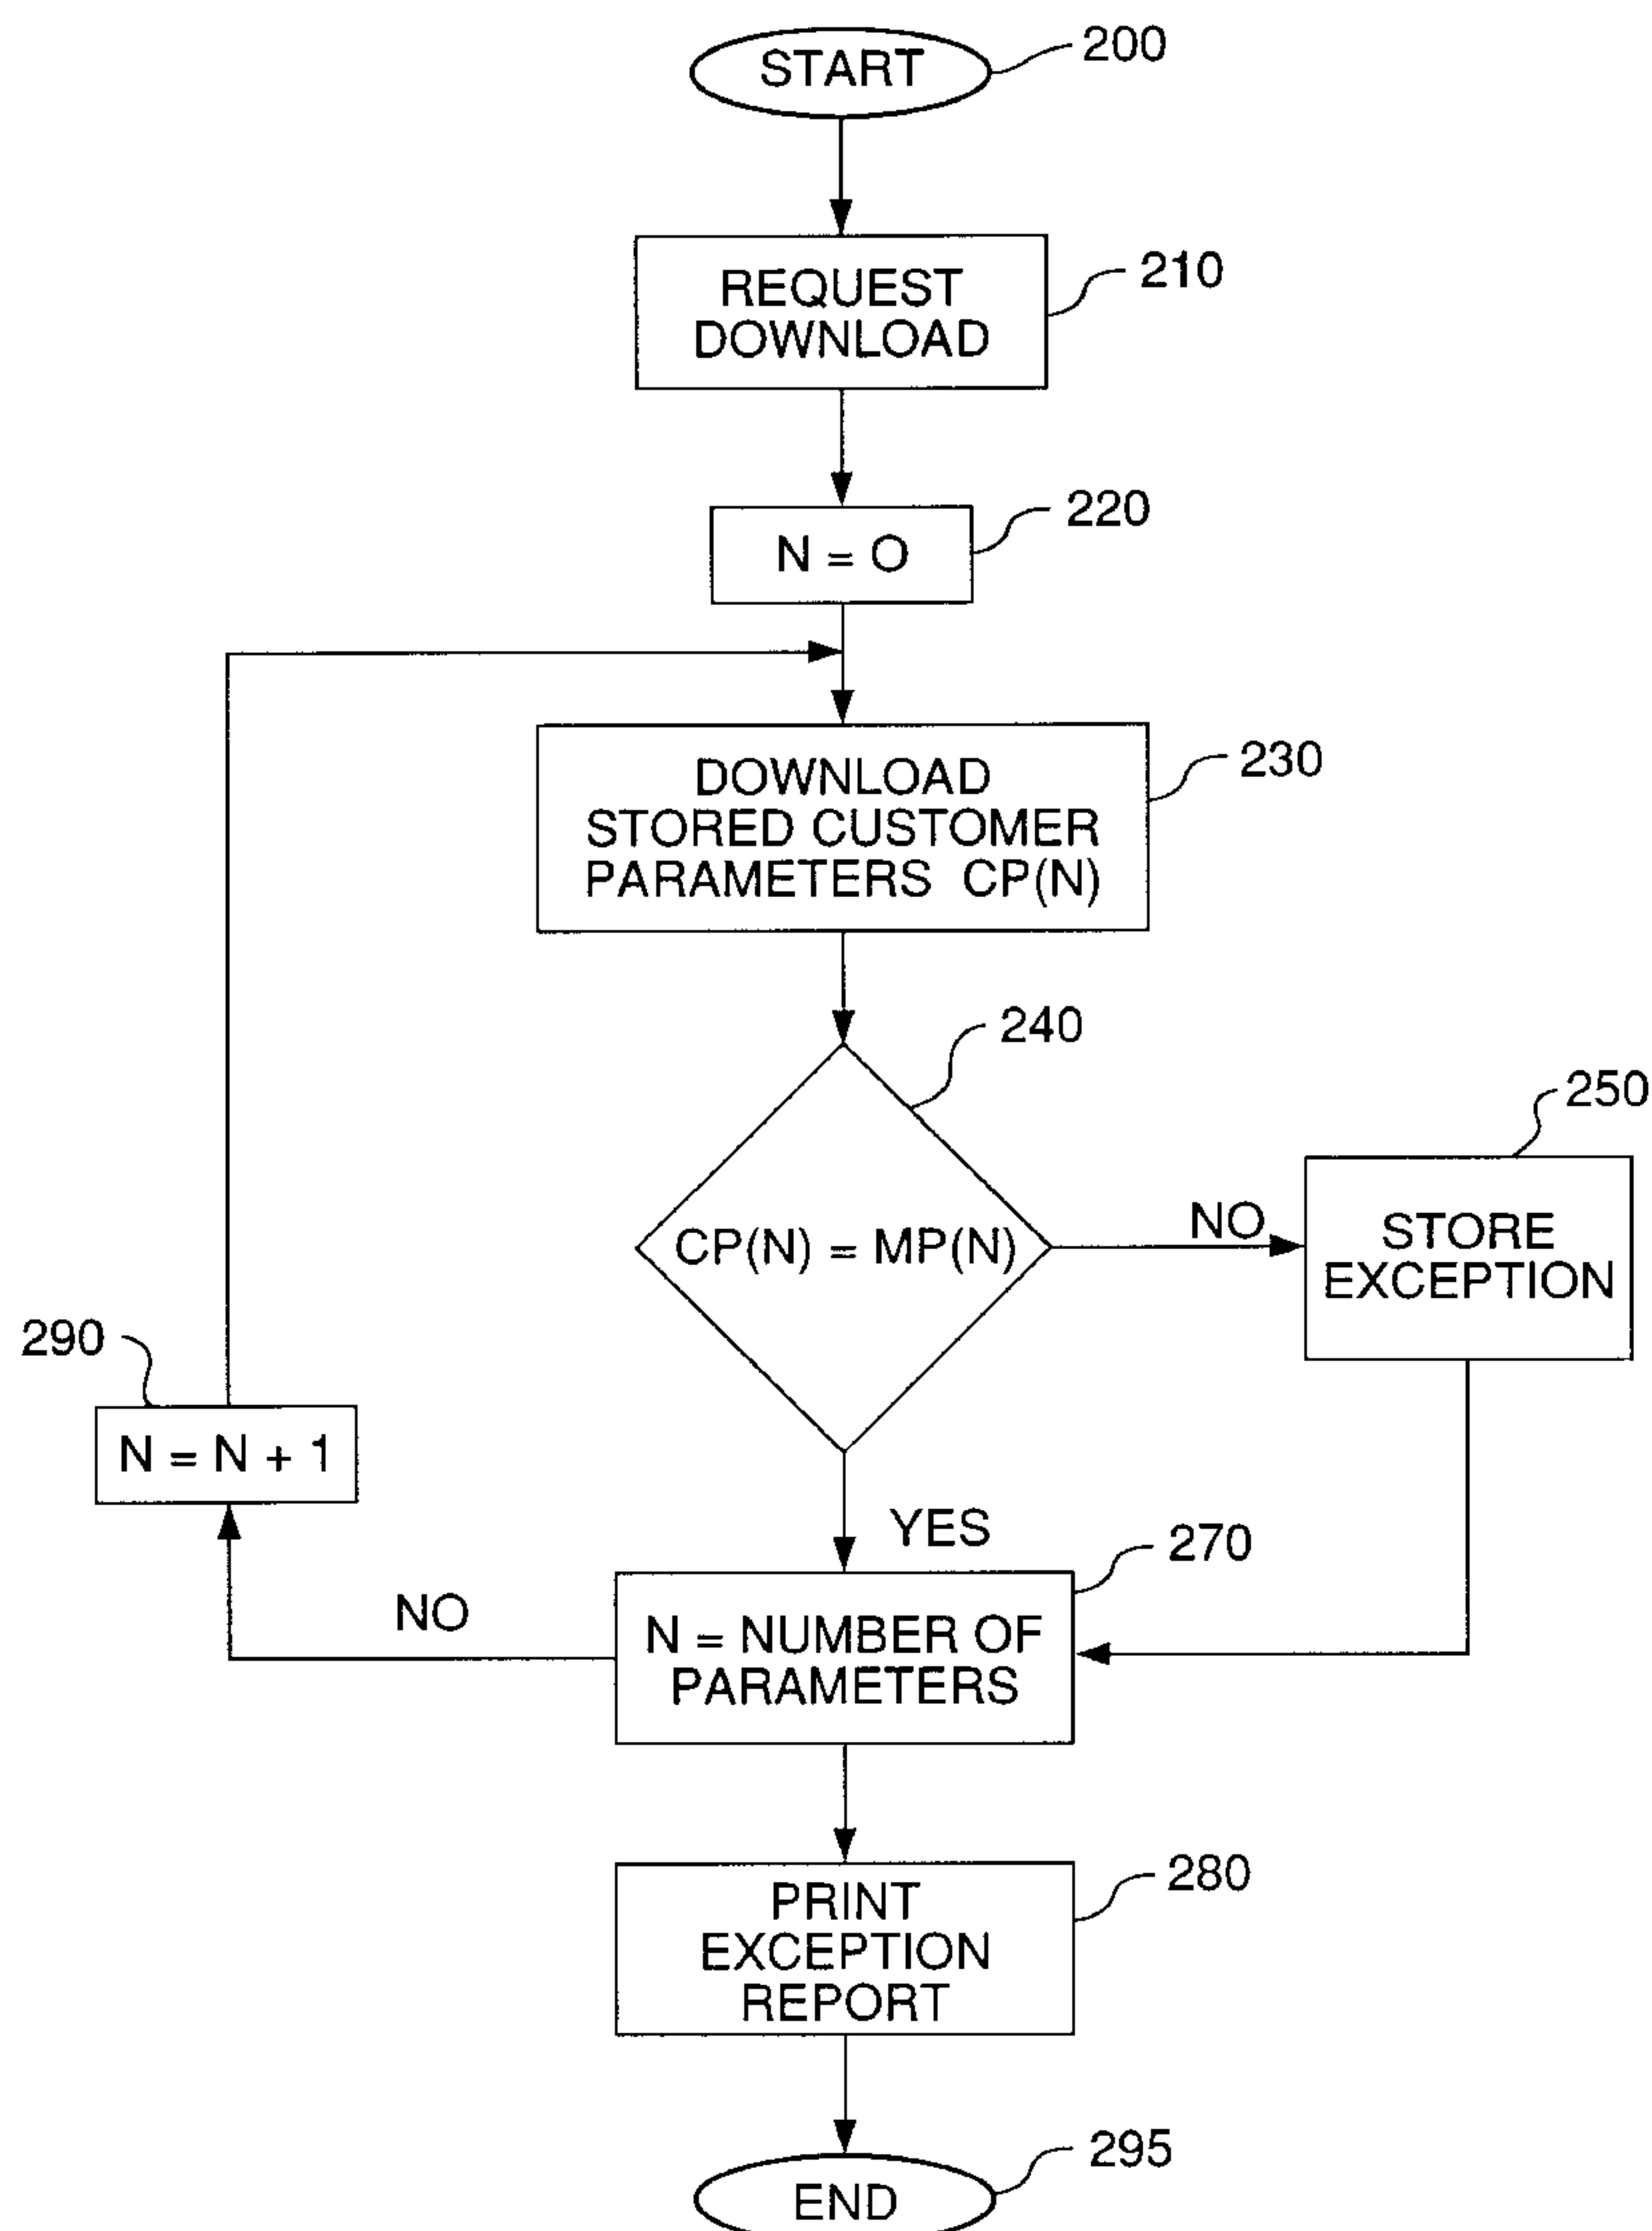 START
200
REQUEST
DOWNLOAD
210
N = O
220
DOWNLOAD
STORED CUSTOMER
PARAMETERS CP(N)
230
240
CP(N) = MP(N)
NO
250
STORE
EXCEPTION
290
N = N + 1
YES
270
NO
N = NUMBER OF
PARAMETERS
280
PRINT
EXCEPTION
REPORT
295
END